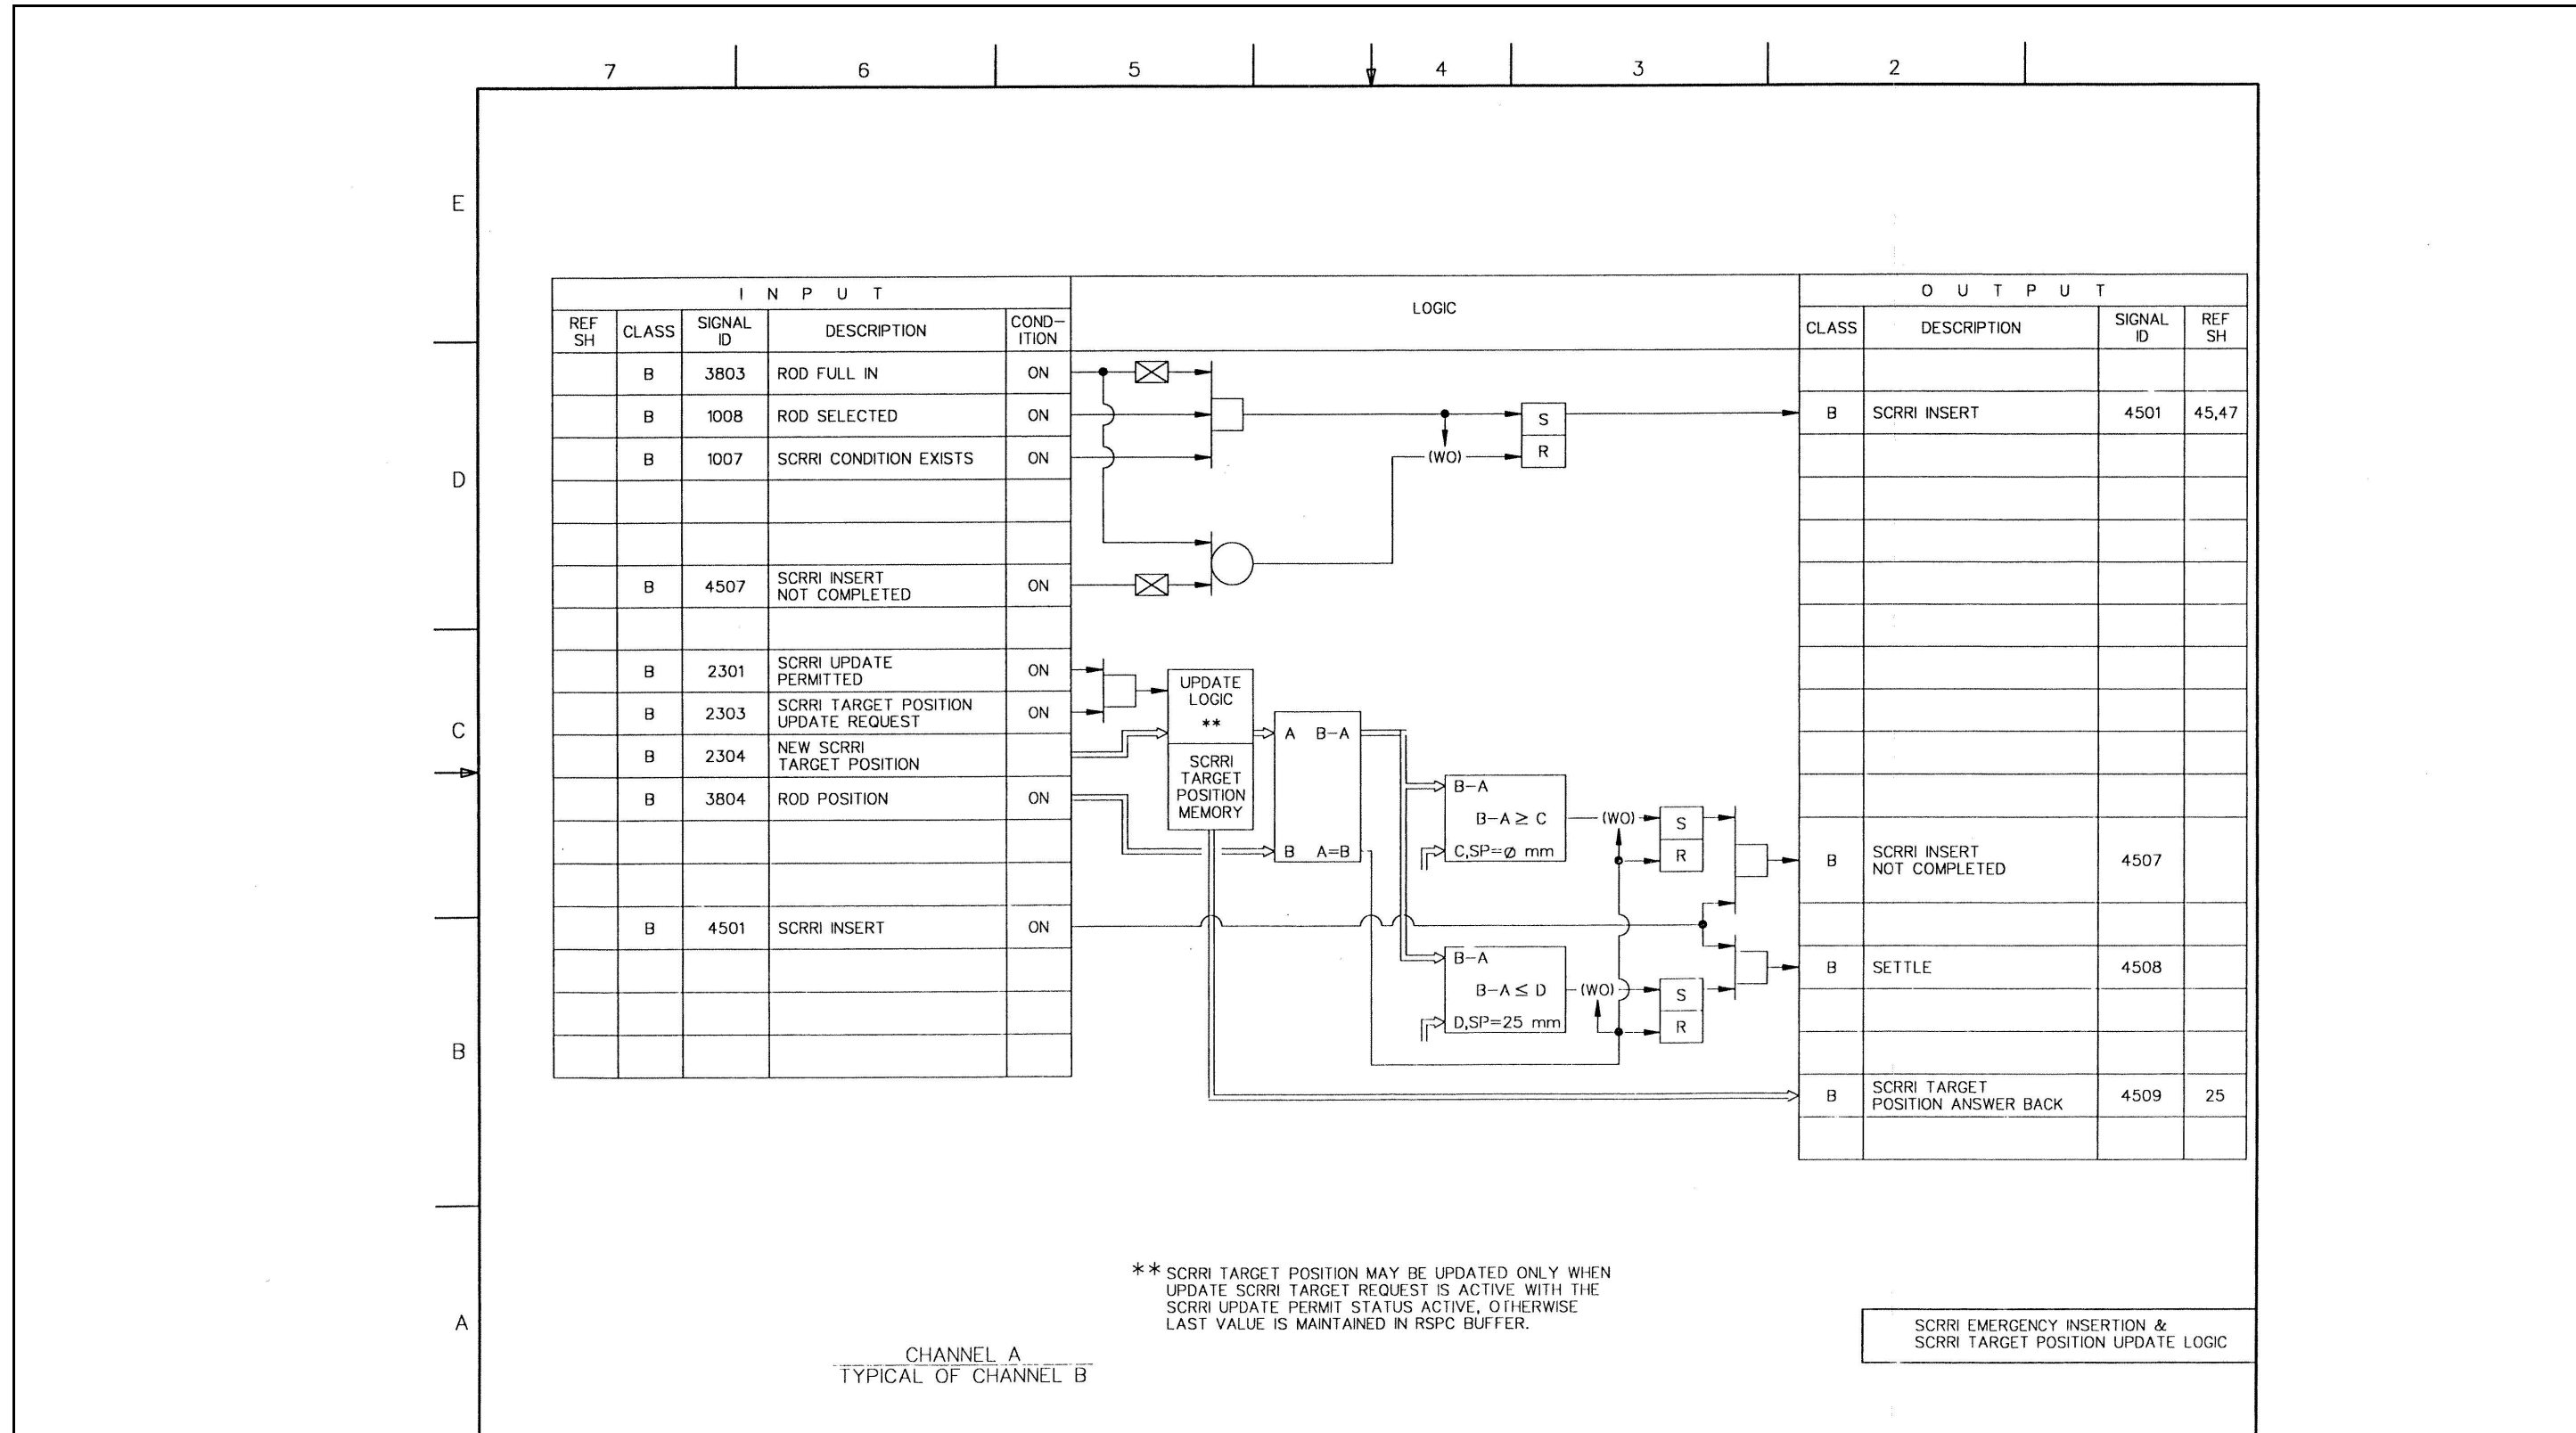 7 6 5 4 3 2
E
D
C
B
A
I N P U T
LOGIC
O U T P U T
REF SH CLASS SIGNAL ID DESCRIPTION COND-ITION
CLASS DESCRIPTION SIGNAL ID REF SH
B 3803 ROD FULL IN ON
B 1008 ROD SELECTED ON
B 1007 SCRRI CONDITION EXISTS ON
B 4507 SCRRI INSERT
NOT COMPLETED ON
B 2301 SCRRI UPDATE
PERMITTED ON
B 2303 SCRRI TARGET POSITION
UPDATE REQUEST ON
B 2304 NEW SCRRI
TARGET POSITION
B 3804 ROD POSITION ON
B 4501 SCRRI INSERT ON
S
R
(WO)
UPDATE
LOGIC
**
SCRRI
TARGET
POSITION
MEMORY
A B-A
B A=B
B-A
B-A ≥ C
C,SP=Ø mm
(WO)
S
R
B-A
B-A ≤ D
D,SP=25 mm
(WO)
S
R
B SCRRI INSERT 4501 45,47
B SCRRI INSERT
NOT COMPLETED 4507
B SETTLE 4508
B SCRRI TARGET
POSITION ANSWER BACK 4509 25
** SCRRI TARGET POSITION MAY BE UPDATED ONLY WHEN
UPDATE SCRRI TARGET REQUEST IS ACTIVE WITH THE
SCRRI UPDATE PERMIT STATUS ACTIVE, OTHERWISE
LAST VALUE IS MAINTAINED IN RSPC BUFFER.
CHANNEL A
TYPICAL OF CHANNEL B
SCRRI EMERGENCY INSERTION &
SCRRI TARGET POSITION UPDATE LOGIC